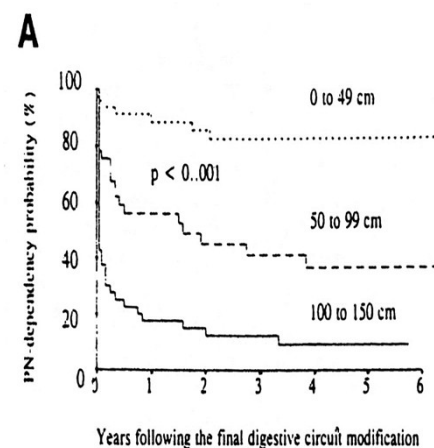 A
PN-dependency probability (%)
100
80
60
40
20
0
0 to 49 cm
p < 0..001
50 to 99 cm
100 to 150 cm
0 1 2 3 4 5 6
Years following the final digestive circuit modification